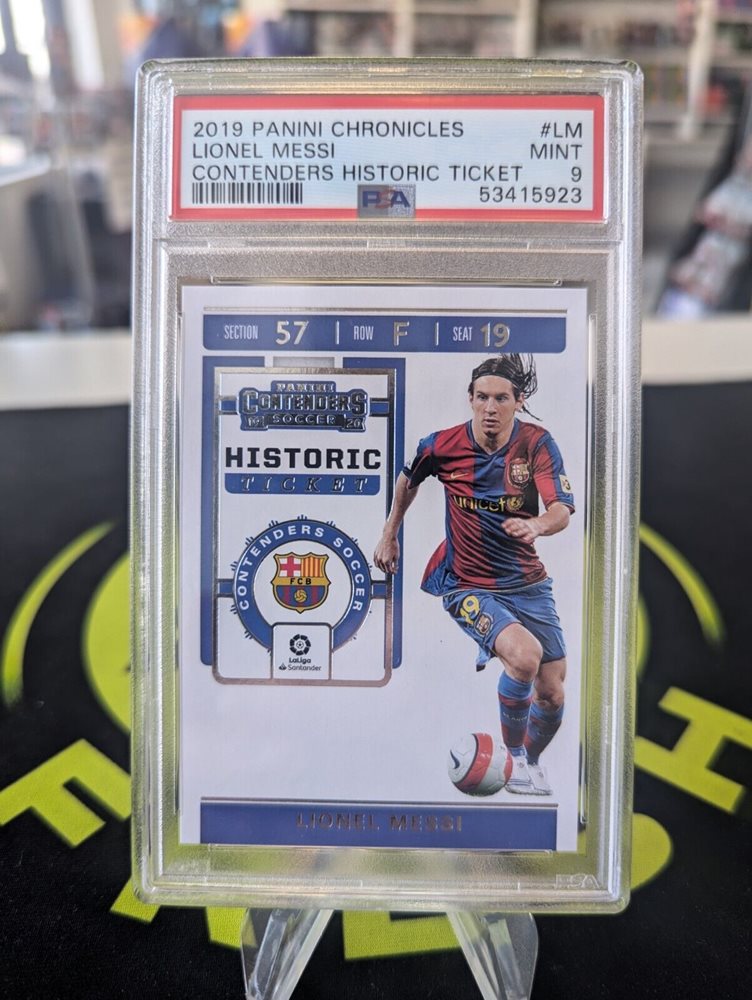 2019 PANINI CHRONICLES #LM
LIONEL MESSI MINT
CONTENDERS HISTORIC TICKET 9
PSA 53415923
SECTION 57 | ROW F | SEAT 19
PANINI
CONTENDERS
19 SOCCER 20
HISTORIC
TICKET
CONTENDERS SOCCER
FCB
LaLiga
Santander
unicef
19
LIONEL MESSI